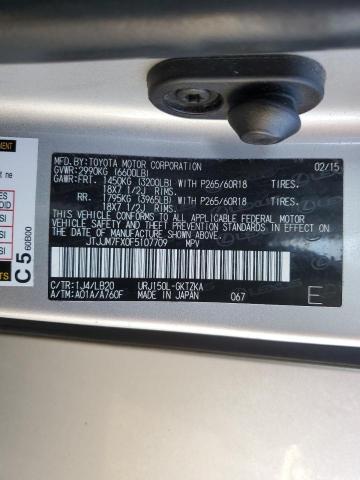 MFD.BY:TOYOTA MOTOR CORPORATION 02/15
GVWR:2990KG (6600LB)
GAWR:FRT. 1450KG (3200LB) WITH P265/60R18 TIRES.
18X7 1/2J RIMS.
RR. 1795KG (3965LB) WITH P265/60R18 TIRES.
18X7 1/2J RIMS.
THIS VEHICLE CONFORMS TO ALL APPLICABLE FEDERAL MOTOR
VEHICLE SAFETY, BUMPER, AND THEFT PREVENTION STANDARDS
IN EFFECT ON THE DATE OF MANUFACTURE SHOWN ABOVE.
JTJJM7FX0F5107709 MPV
C/TR:1J4/LB20 URJ150L-GKTZKA
A/TM:A01A/A760F MADE IN JAPAN 067
E
C5
60B00